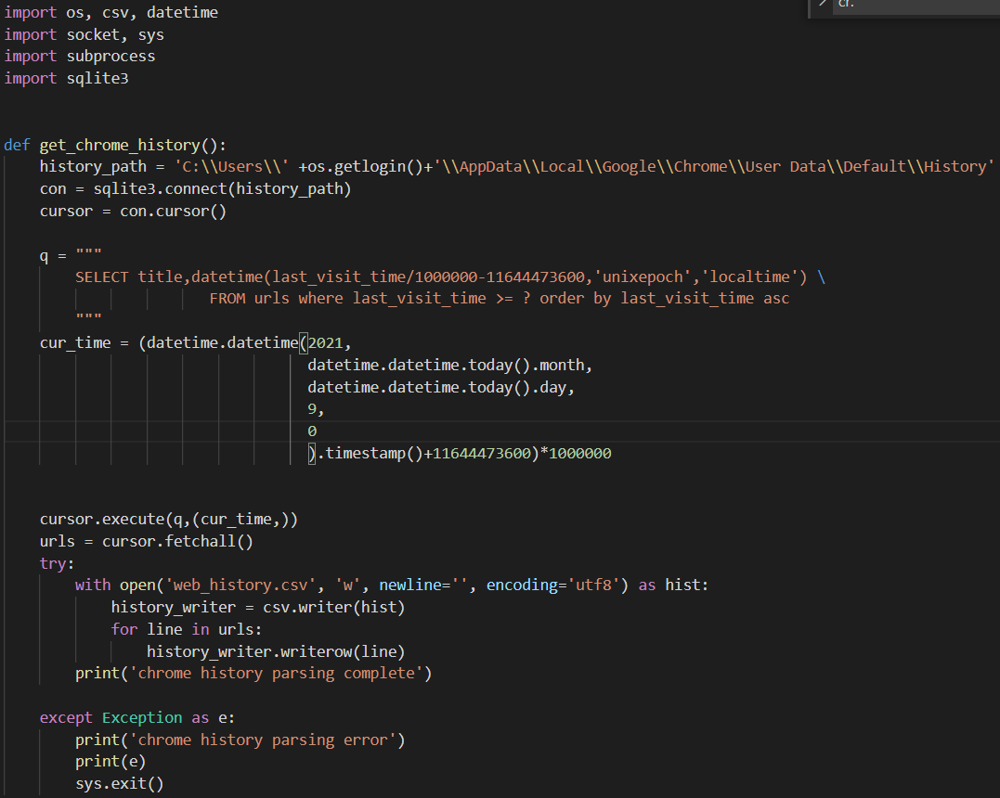 cr.
import os, csv, datetime
import socket, sys
import subprocess
import sqlite3
def get_chrome_history():
history_path = 'C:\\Users\\' +os.getlogin()+'\\AppData\\Local\\Google\\Chrome\\User Data\\Default\\History'
con = sqlite3.connect(history_path)
cursor = con.cursor()
q = """
SELECT title,datetime(last_visit_time/1000000-11644473600,'unixepoch','localtime') \
FROM urls where last_visit_time >= ? order by last_visit_time asc
"""
cur_time = (datetime.datetime(2021,
datetime.datetime.today().month,
datetime.datetime.today().day,
9,
0
).timestamp()+11644473600)*1000000
cursor.execute(q,(cur_time,))
urls = cursor.fetchall()
try:
with open('web_history.csv', 'w', newline='', encoding='utf8') as hist:
history_writer = csv.writer(hist)
for line in urls:
history_writer.writerow(line)
print('chrome history parsing complete')
except Exception as e:
print('chrome history parsing error')
print(e)
sys.exit()